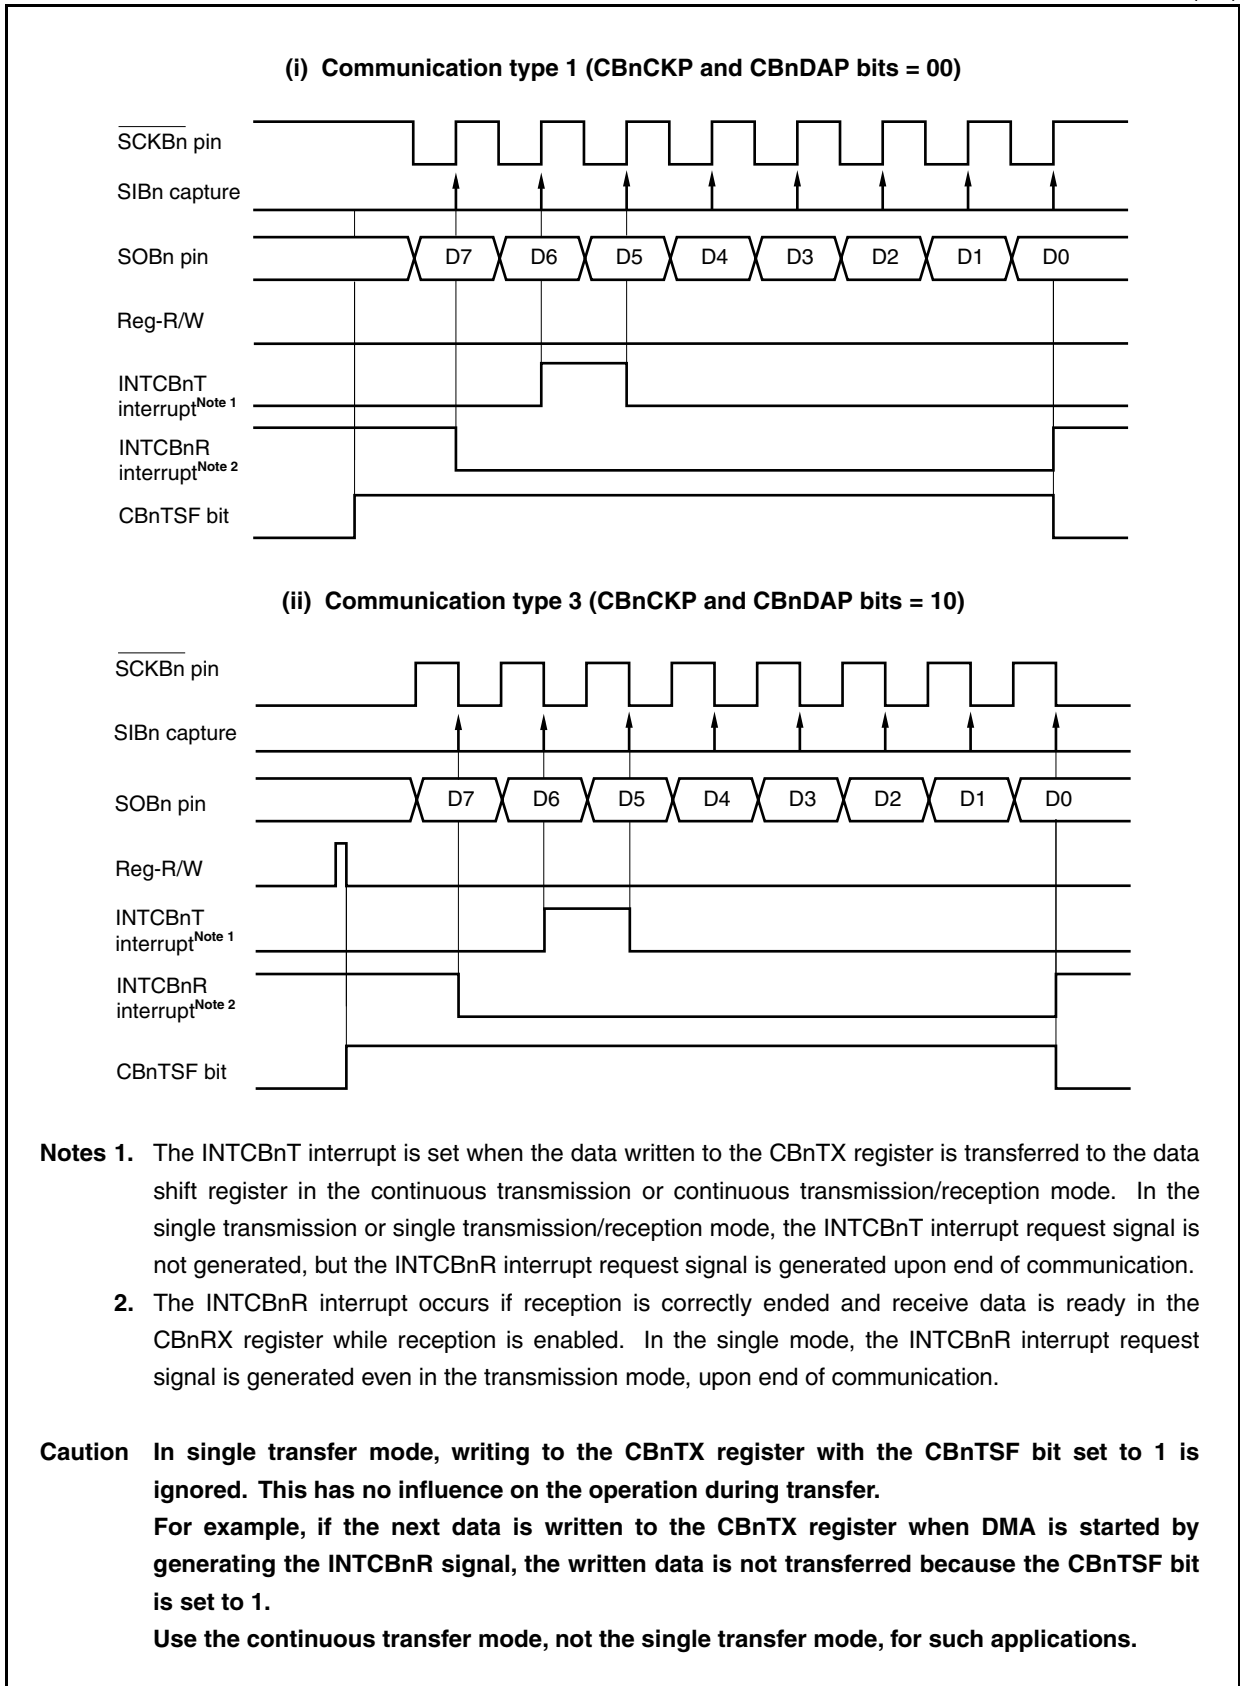 (i) Communication type 1 (CBnCKP and CBnDAP bits = 00)
SCKBn pin
SIBn capture
SOBn pin D7 D6 D5 D4 D3 D2 D1 D0
Reg-R/W
INTCBnT
interruptNote 1
INTCBnR
interruptNote 2
CBnTSF bit
(ii) Communication type 3 (CBnCKP and CBnDAP bits = 10)
SCKBn pin
SIBn capture
SOBn pin D7 D6 D5 D4 D3 D2 D1 D0
Reg-R/W
INTCBnT
interruptNote 1
INTCBnR
interruptNote 2
CBnTSF bit
Notes 1. The INTCBnT interrupt is set when the data written to the CBnTX register is transferred to the data
shift register in the continuous transmission or continuous transmission/reception mode. In the
single transmission or single transmission/reception mode, the INTCBnT interrupt request signal is
not generated, but the INTCBnR interrupt request signal is generated upon end of communication.
2. The INTCBnR interrupt occurs if reception is correctly ended and receive data is ready in the
CBnRX register while reception is enabled. In the single mode, the INTCBnR interrupt request
signal is generated even in the transmission mode, upon end of communication.
Caution In single transfer mode, writing to the CBnTX register with the CBnTSF bit set to 1 is
ignored. This has no influence on the operation during transfer.
For example, if the next data is written to the CBnTX register when DMA is started by
generating the INTCBnR signal, the written data is not transferred because the CBnTSF bit
is set to 1.
Use the continuous transfer mode, not the single transfer mode, for such applications.